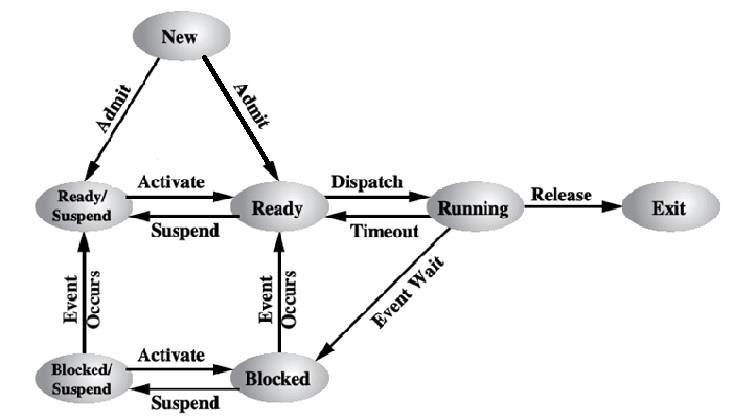 New
Admit
Admit
Ready/
Suspend
Activate
Suspend
Ready
Dispatch
Timeout
Running
Release
Exit
Event
Occurs
Event
Occurs
Event Wait
Blocked/
Suspend
Activate
Suspend
Blocked